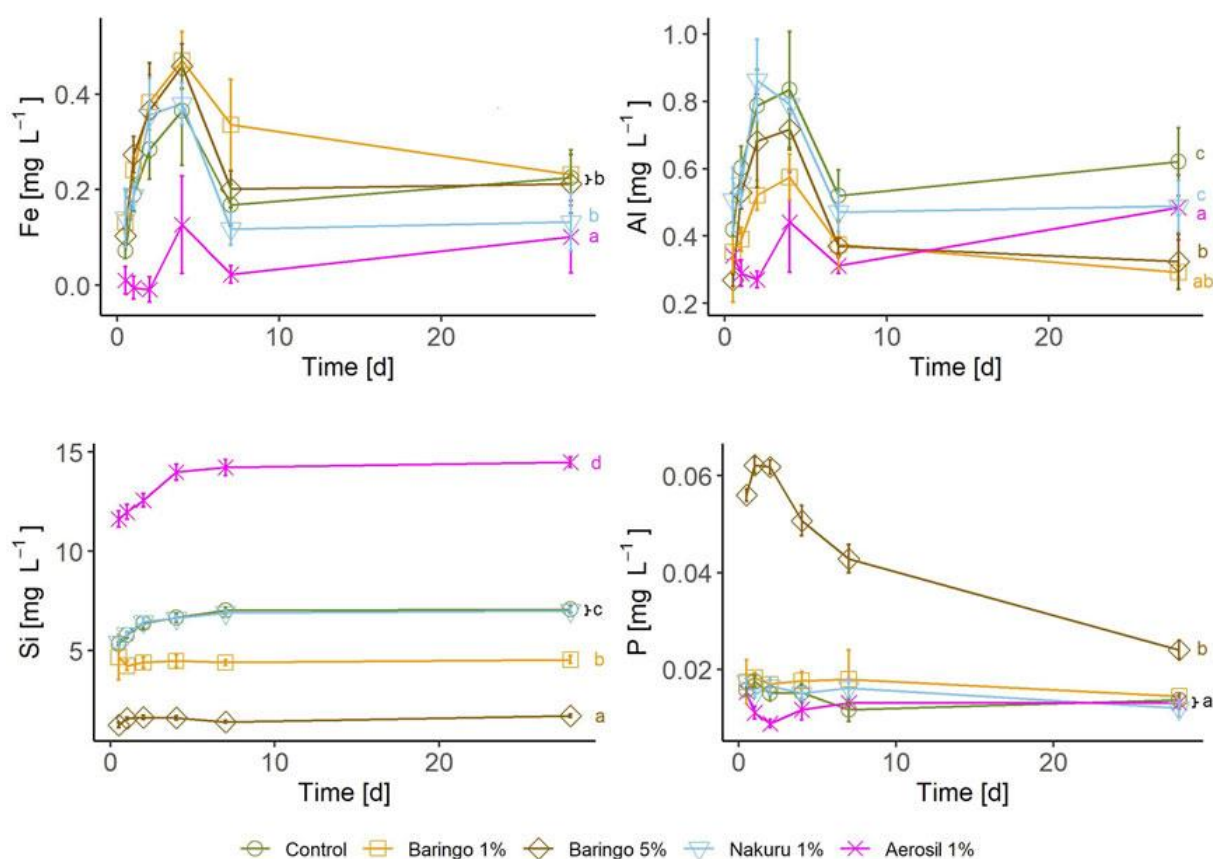 Fe [mg L⁻¹]
0.4
0.2
0.0
b
b
a
0 10 20
Time [d]
Al [mg L⁻¹]
1.0
0.8
0.6
0.4
0.2
c
c
a
b
ab
0 10 20
Time [d]
Si [mg L⁻¹]
15
10
5
d
c
b
a
0 10 20
Time [d]
P [mg L⁻¹]
0.06
0.04
0.02
b
a
0 10 20
Time [d]
Control Baringo 1% Baringo 5% Nakuru 1% Aerosil 1%